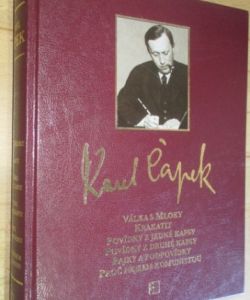 Karel Čapek
VÁLKA S MLOKY
KRAKATIT
POVÍDKY Z JEDNÉ KAPSY
POVÍDKY Z DRUHÉ KAPSY
BAJKY A PODPOVÍDKY
PROČ NEJSEM KOMUNISTOU